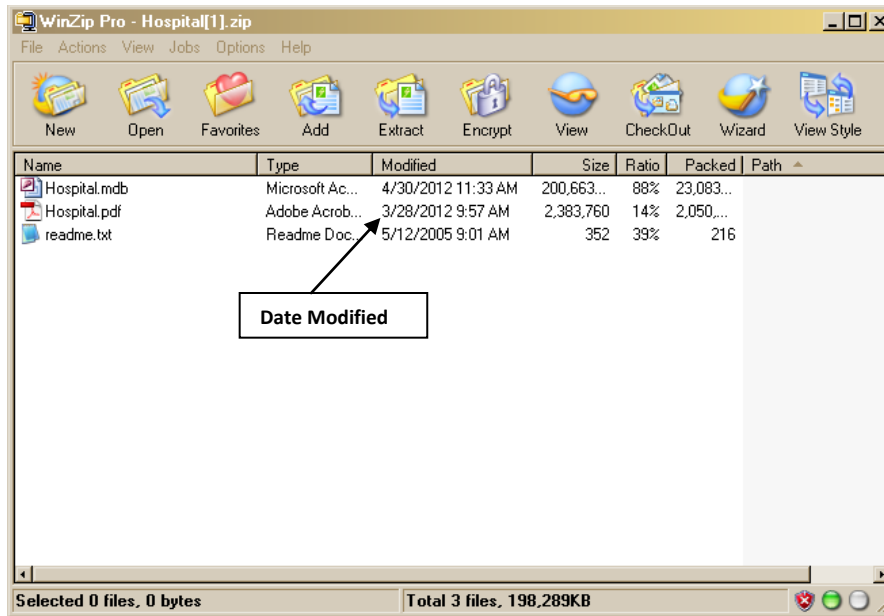 WinZip Pro - Hospital[1].zip
File Actions View Jobs Options Help
New Open Favorites Add Extract Encrypt View CheckOut Wizard View Style
Name Type Modified Size Ratio Packed Path
Hospital.mdb Microsoft Ac... 4/30/2012 11:33 AM 200,663... 88% 23,083...
Hospital.pdf Adobe Acrob... 3/28/2012 9:57 AM 2,383,760 14% 2,050,...
readme.txt Readme Doc... 5/12/2005 9:01 AM 352 39% 216
Date Modified
Selected 0 files, 0 bytes Total 3 files, 198,289KB